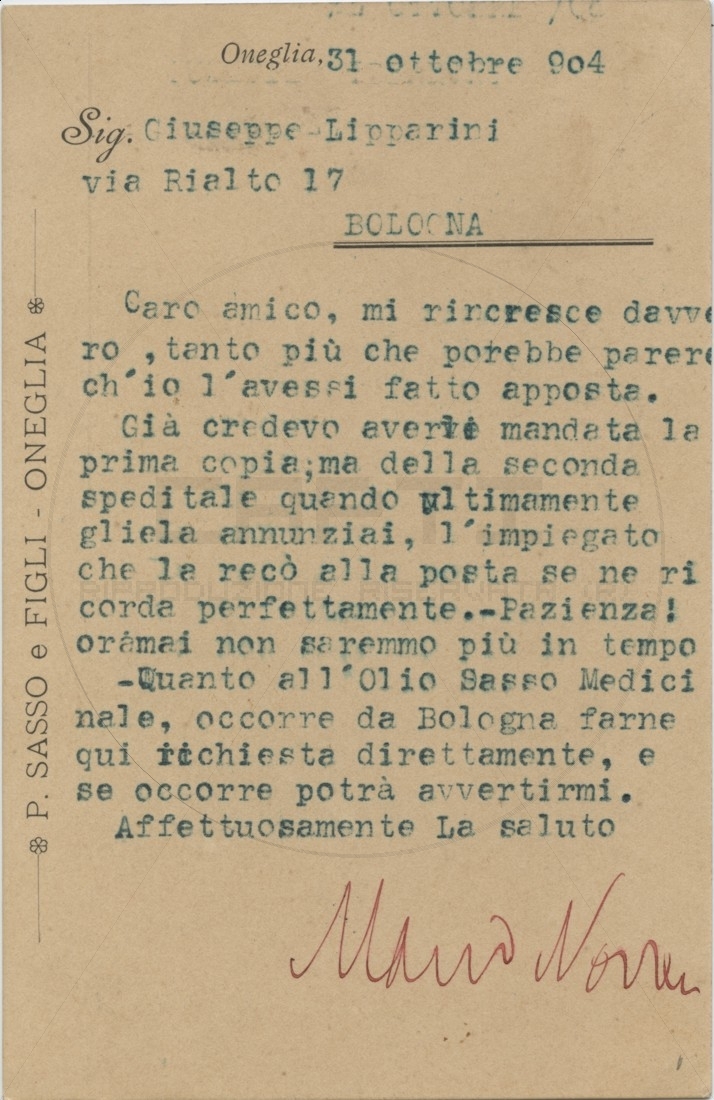 Oneglia, 31 ottobre 904
Sig. Giuseppe Lipparini
via Rialto 17
BOLOGNA
Caro amico, mi rincresce davve
ro ,tanto più che porebbe parere
ch'io l'avessi fatto apposta.
Già credevo averle mandata la
prima copia;ma della seconda
speditale quando ultimamente
gliela annunziai, l'impiegato
che la recò alla posta se ne ri
corda perfettamente.-Pazienza!
oràmai non saremmo più in tempo
-Quanto all'Olio Sasso Medici
nale, occorre da Bologna farne
qui richiesta direttamente, e
se occorre potrà avvertirmi.
Affettuosamente La saluto
Mario Novaro
P. SASSO e FIGLI - ONEGLIA